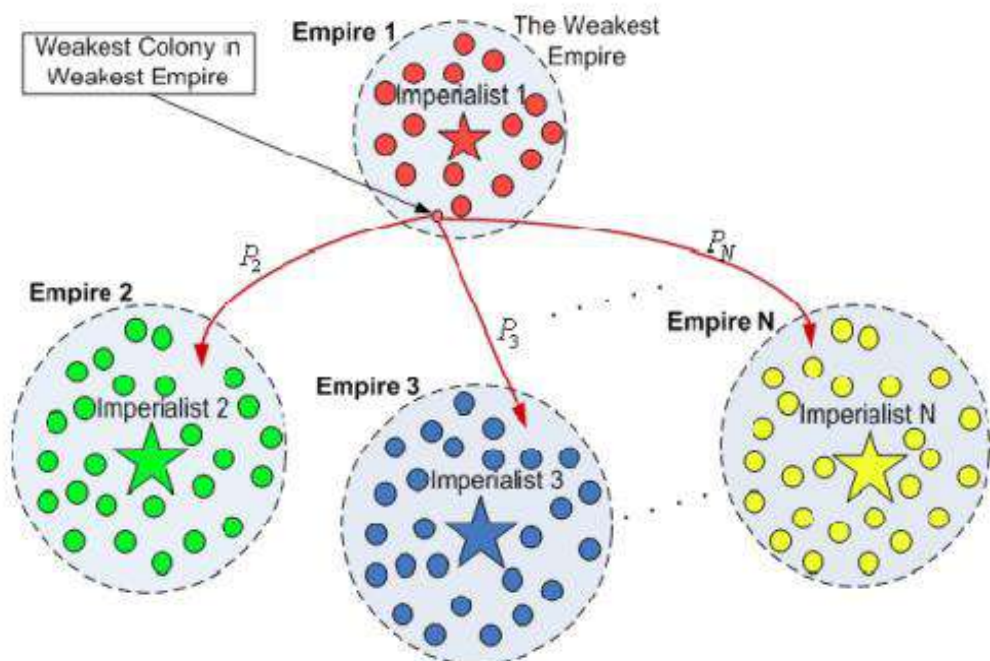 Empire 1
The Weakest
Empire
Weakest Colony in
Weakest Empire
Imperialist 1
P2
P3
PN
Empire 2
Imperialist 2
Empire 3
Imperialist 3
Empire N
Imperialist N